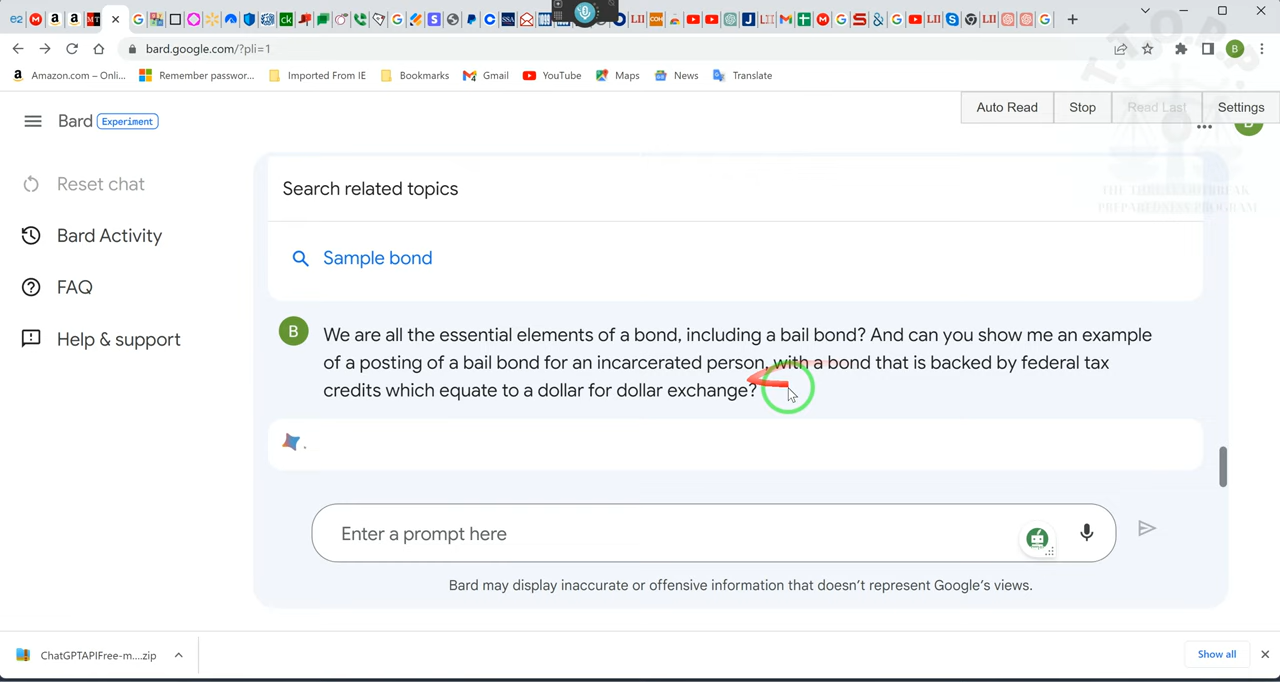 bard.google.com/?pli=1
B
Amazon.com – Onli...
Remember passwor...
Imported From IE
Bookmarks
Gmail
YouTube
Maps
News
Translate
Auto Read
Stop
Read Last
Settings
Bard
Experiment
Reset chat
Bard Activity
FAQ
Help & support
Search related topics
Sample bond
B
We are all the essential elements of a bond, including a bail bond? And can you show me an example
of a posting of a bail bond for an incarcerated person, with a bond that is backed by federal tax
credits which equate to a dollar for dollar exchange?
Enter a prompt here
Bard may display inaccurate or offensive information that doesn't represent Google's views.
ChatGPTAPIFree-m....zip
Show all